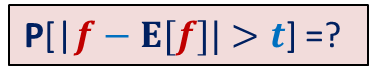 P[|f − E[f]| > t] =?